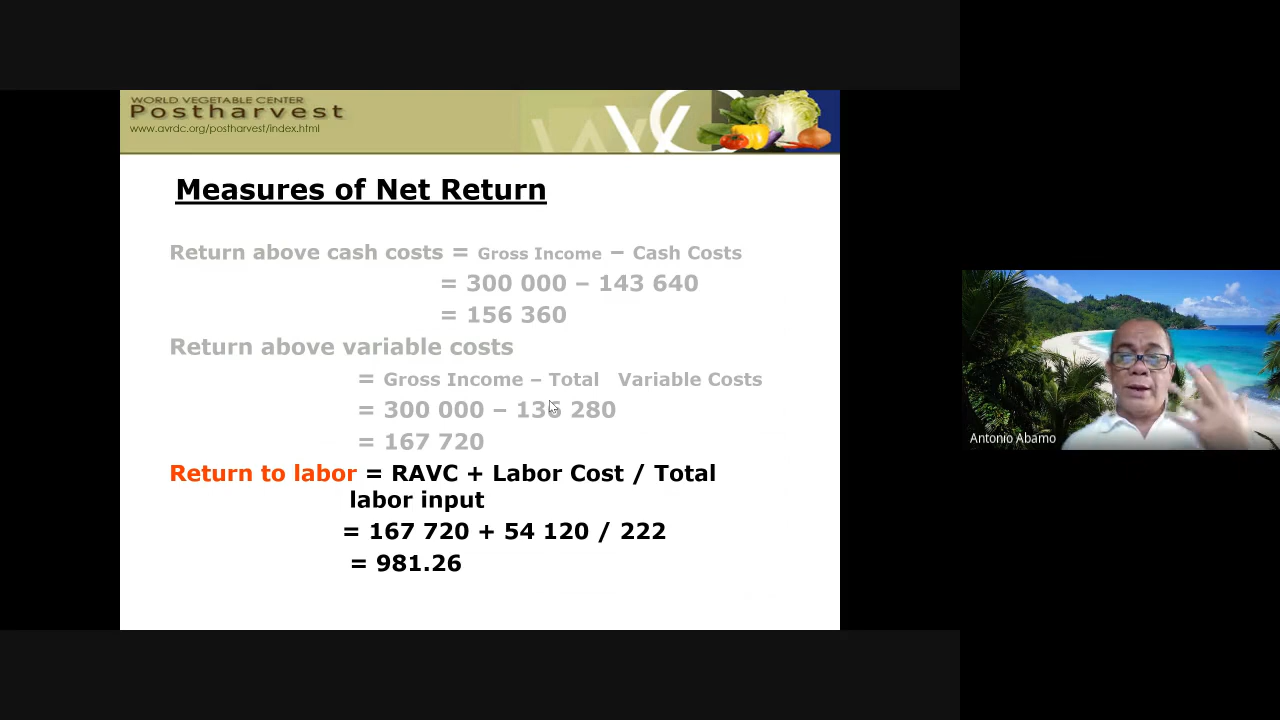 WORLD VEGETABLE CENTER
Postharvest
www.avrdc.org/postharvest/index.html
Measures of Net Return
Return above cash costs = Gross Income – Cash Costs
= 300 000 – 143 640
= 156 360
Return above variable costs
= Gross Income – Total Variable Costs
= 300 000 – 280
= 167 720
Return to labor = RAVC + Labor Cost / Total
labor input
= 167 720 + 54 120 / 222
= 981.26
Antonio Abamo